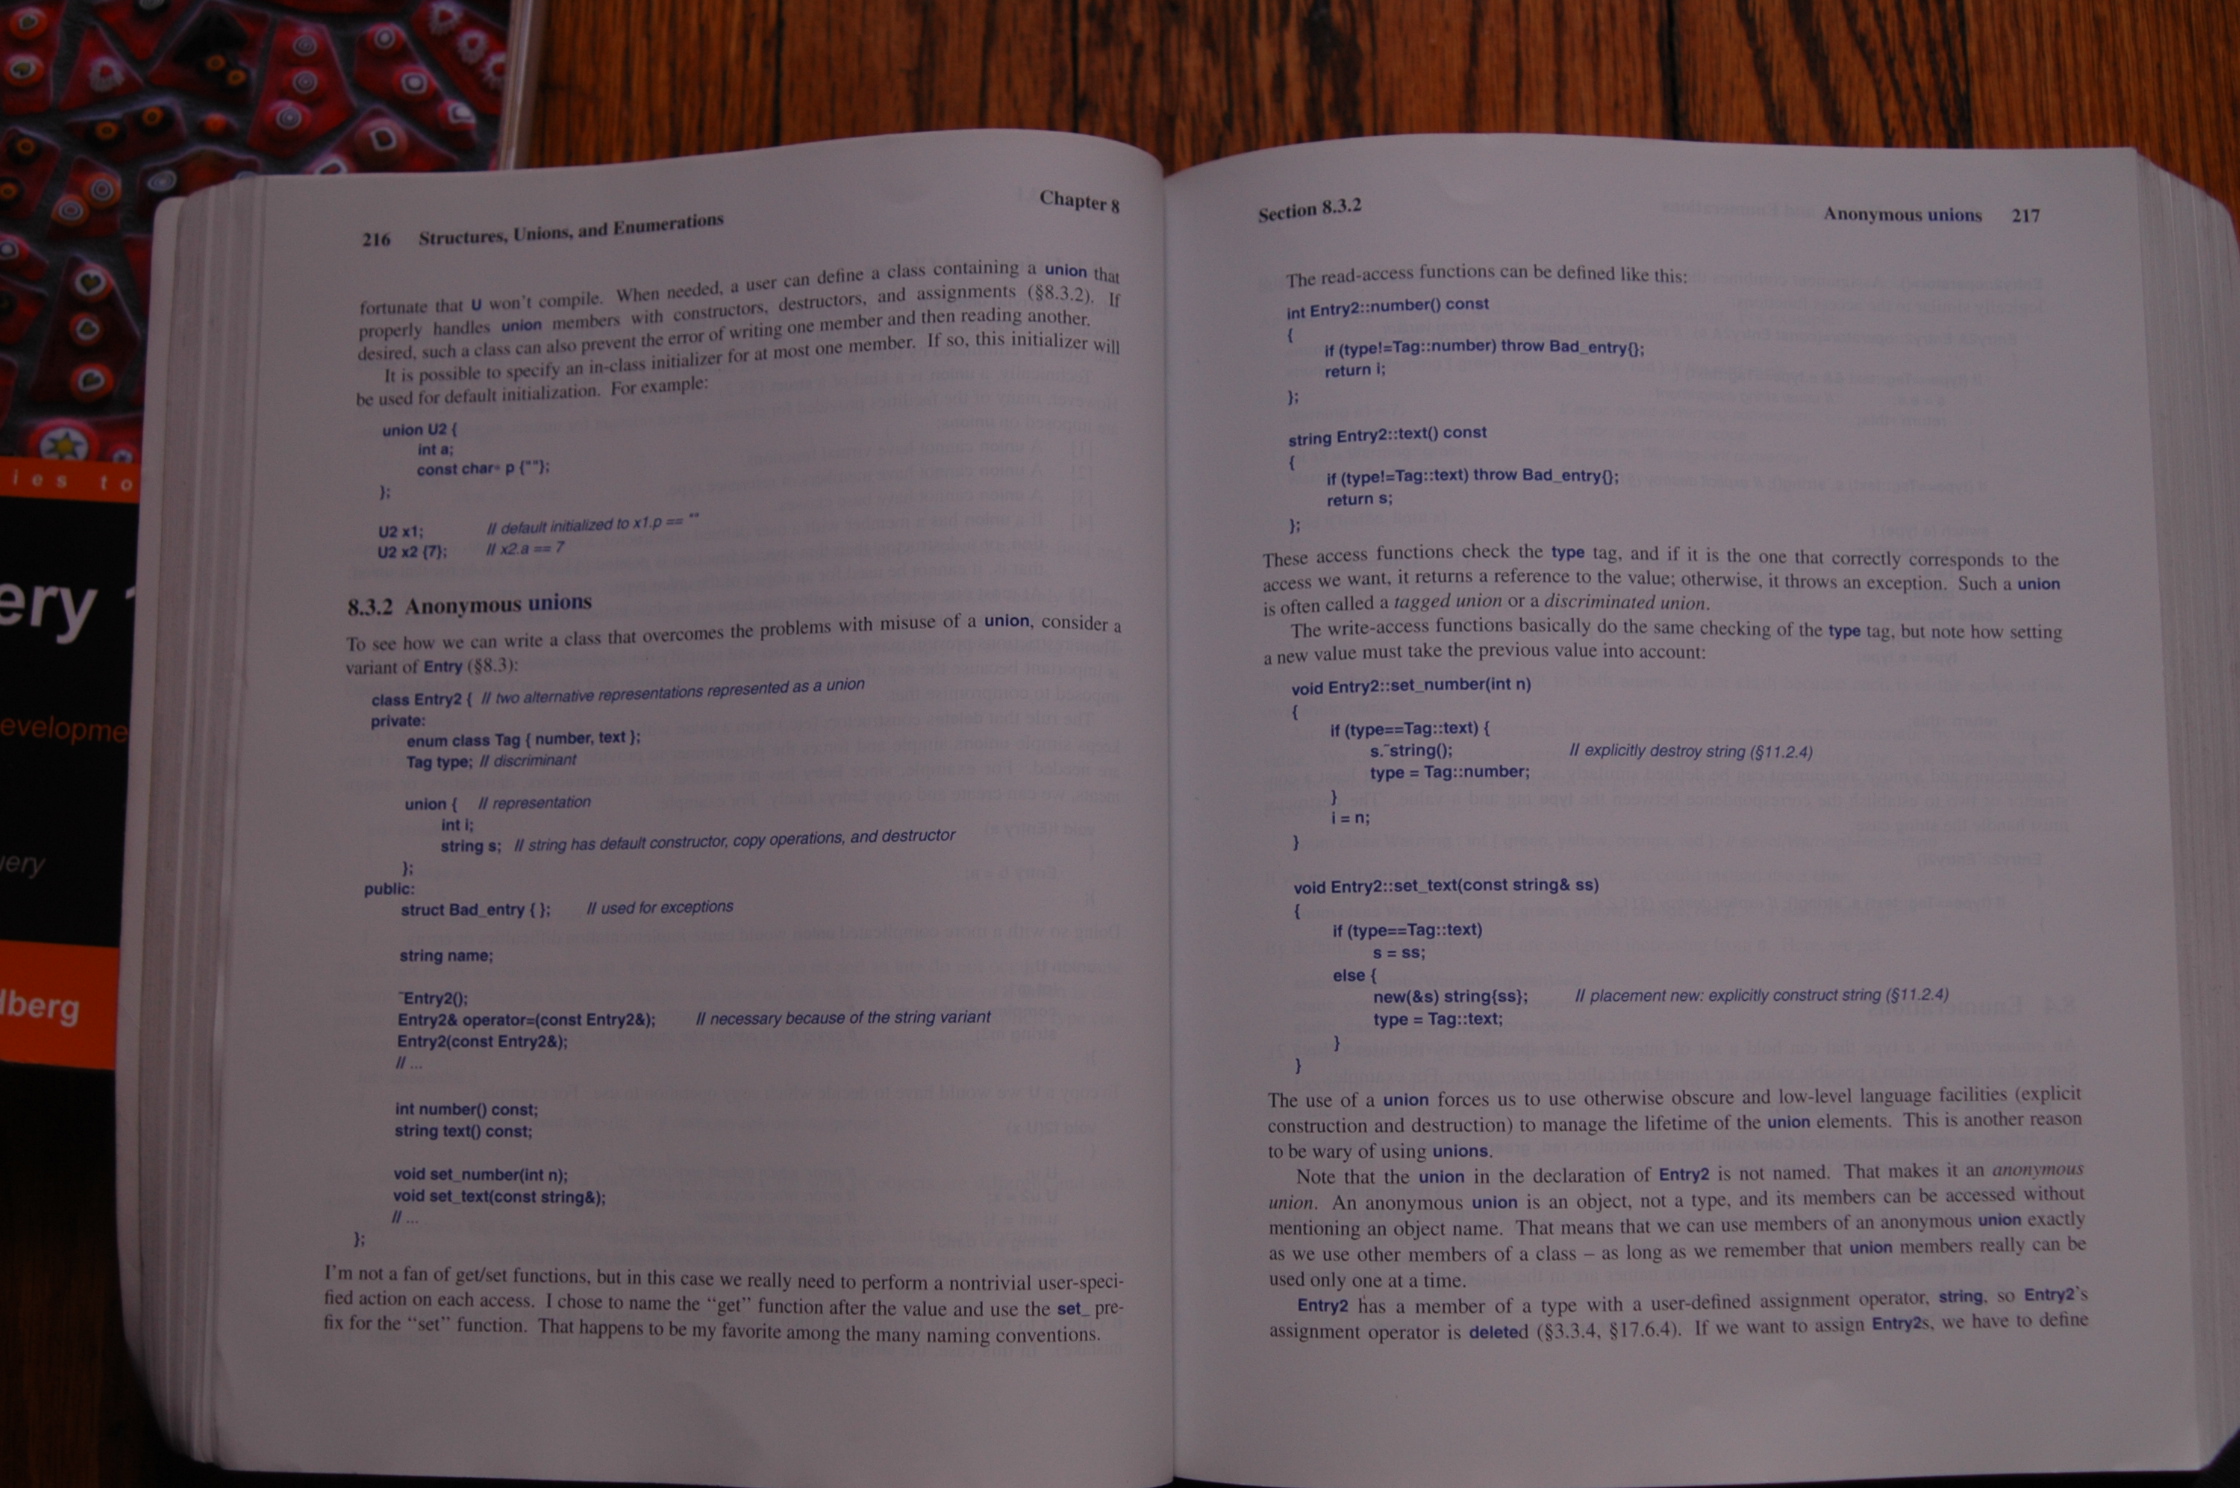 216 Structures, Unions, and Enumerations Chapter 8
fortunate that U won't compile. When needed, a user can define a class containing a union that
properly handles union members with constructors, destructors, and assignments (§8.3.2). If
desired, such a class can also prevent the error of writing one member and then reading another.
It is possible to specify an in-class initializer for at most one member. If so, this initializer will
be used for default initialization. For example:
union U2 {
int a;
const char* p {""};
};
U2 x1; // default initialized to x1.p == ""
U2 x2 {7}; // x2.a == 7
8.3.2 Anonymous unions
To see how we can write a class that overcomes the problems with misuse of a union, consider a
variant of Entry (§8.3):
class Entry2 { // two alternative representations represented as a union
private:
enum class Tag { number, text };
Tag type; // discriminant
union { // representation
int i;
string s; // string has default constructor, copy operations, and destructor
};
public:
struct Bad_entry { }; // used for exceptions
string name;
~Entry2();
Entry2& operator=(const Entry2&); // necessary because of the string variant
Entry2(const Entry2&);
// ...
int number() const;
string text() const;
void set_number(int n);
void set_text(const string&);
// ...
};
I'm not a fan of get/set functions, but in this case we really need to perform a nontrivial user-speci-
fied action on each access. I chose to name the "get" function after the value and use the set_ pre-
fix for the "set" function. That happens to be my favorite among the many naming conventions.
Section 8.3.2 Anonymous unions 217
The read-access functions can be defined like this:
int Entry2::number() const
{
if (type!=Tag::number) throw Bad_entry{};
return i;
};
string Entry2::text() const
{
if (type!=Tag::text) throw Bad_entry{};
return s;
};
These access functions check the type tag, and if it is the one that correctly corresponds to the
access we want, it returns a reference to the value; otherwise, it throws an exception. Such a union
is often called a tagged union or a discriminated union.
The write-access functions basically do the same checking of the type tag, but note how setting
a new value must take the previous value into account:
void Entry2::set_number(int n)
{
if (type==Tag::text) {
s.~string(); // explicitly destroy string (§11.2.4)
type = Tag::number;
}
i = n;
}
void Entry2::set_text(const string& ss)
{
if (type==Tag::text)
s = ss;
else {
new(&s) string{ss}; // placement new: explicitly construct string (§11.2.4)
type = Tag::text;
}
}
The use of a union forces us to use otherwise obscure and low-level language facilities (explicit
construction and destruction) to manage the lifetime of the union elements. This is another reason
to be wary of using unions.
Note that the union in the declaration of Entry2 is not named. That makes it an anonymous
union. An anonymous union is an object, not a type, and its members can be accessed without
mentioning an object name. That means that we can use members of an anonymous union exactly
as we use other members of a class – as long as we remember that union members really can be
used only one at a time.
Entry2 has a member of a type with a user-defined assignment operator, string, so Entry2's
assignment operator is deleted (§3.3.4, §17.6.4). If we want to assign Entry2s, we have to define
ies to
ery
evelopme
very
lberg